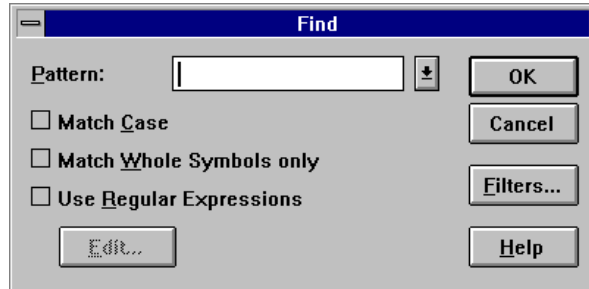 Find
Pattern:
OK
Match Case
Cancel
Match Whole Symbols only
Use Regular Expressions
Filters...
Edit...
Help